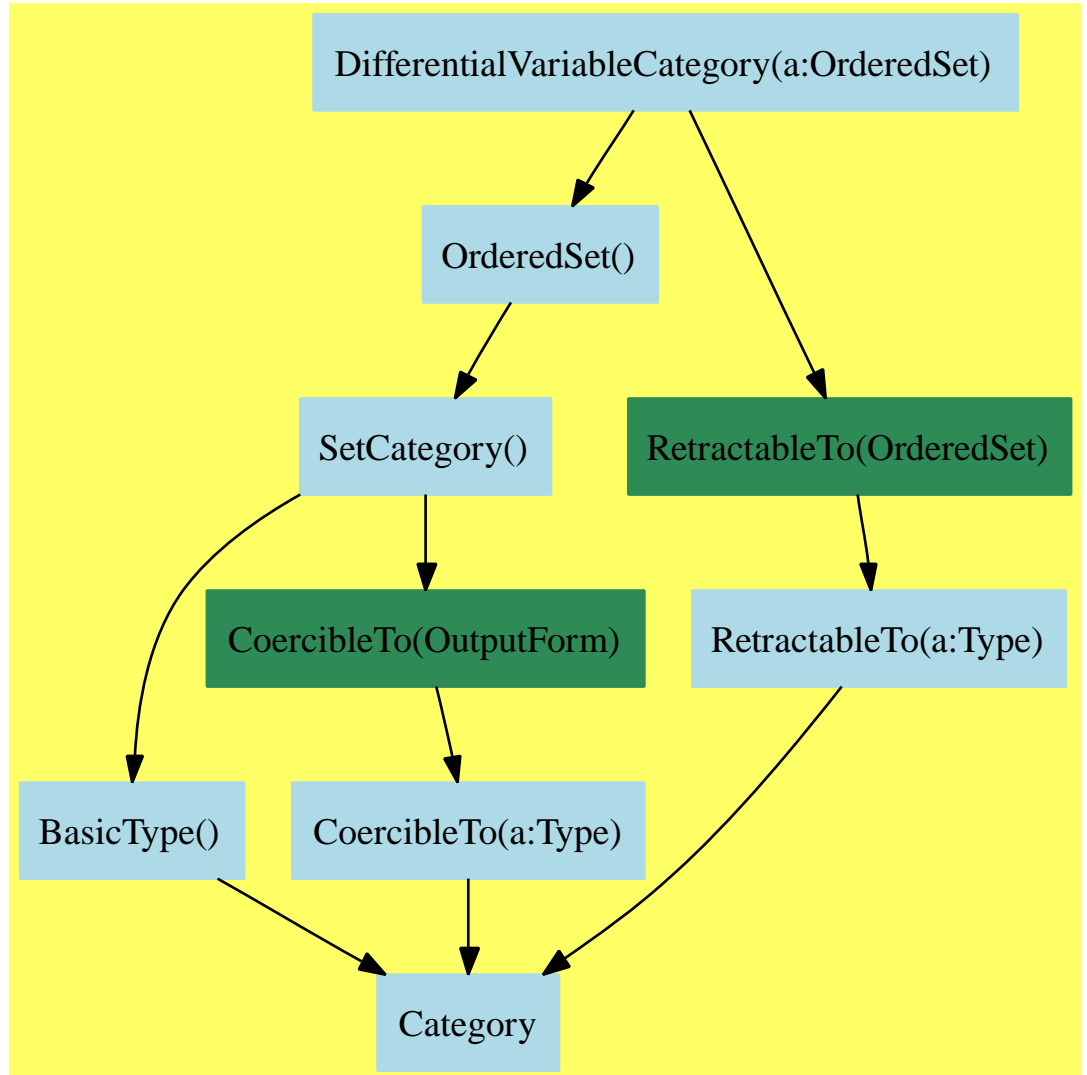 DifferentialVariableCategory(a:OrderedSet)
OrderedSet()
SetCategory()
RetractableTo(OrderedSet)
CoercibleTo(OutputForm)
RetractableTo(a:Type)
BasicType()
CoercibleTo(a:Type)
Category